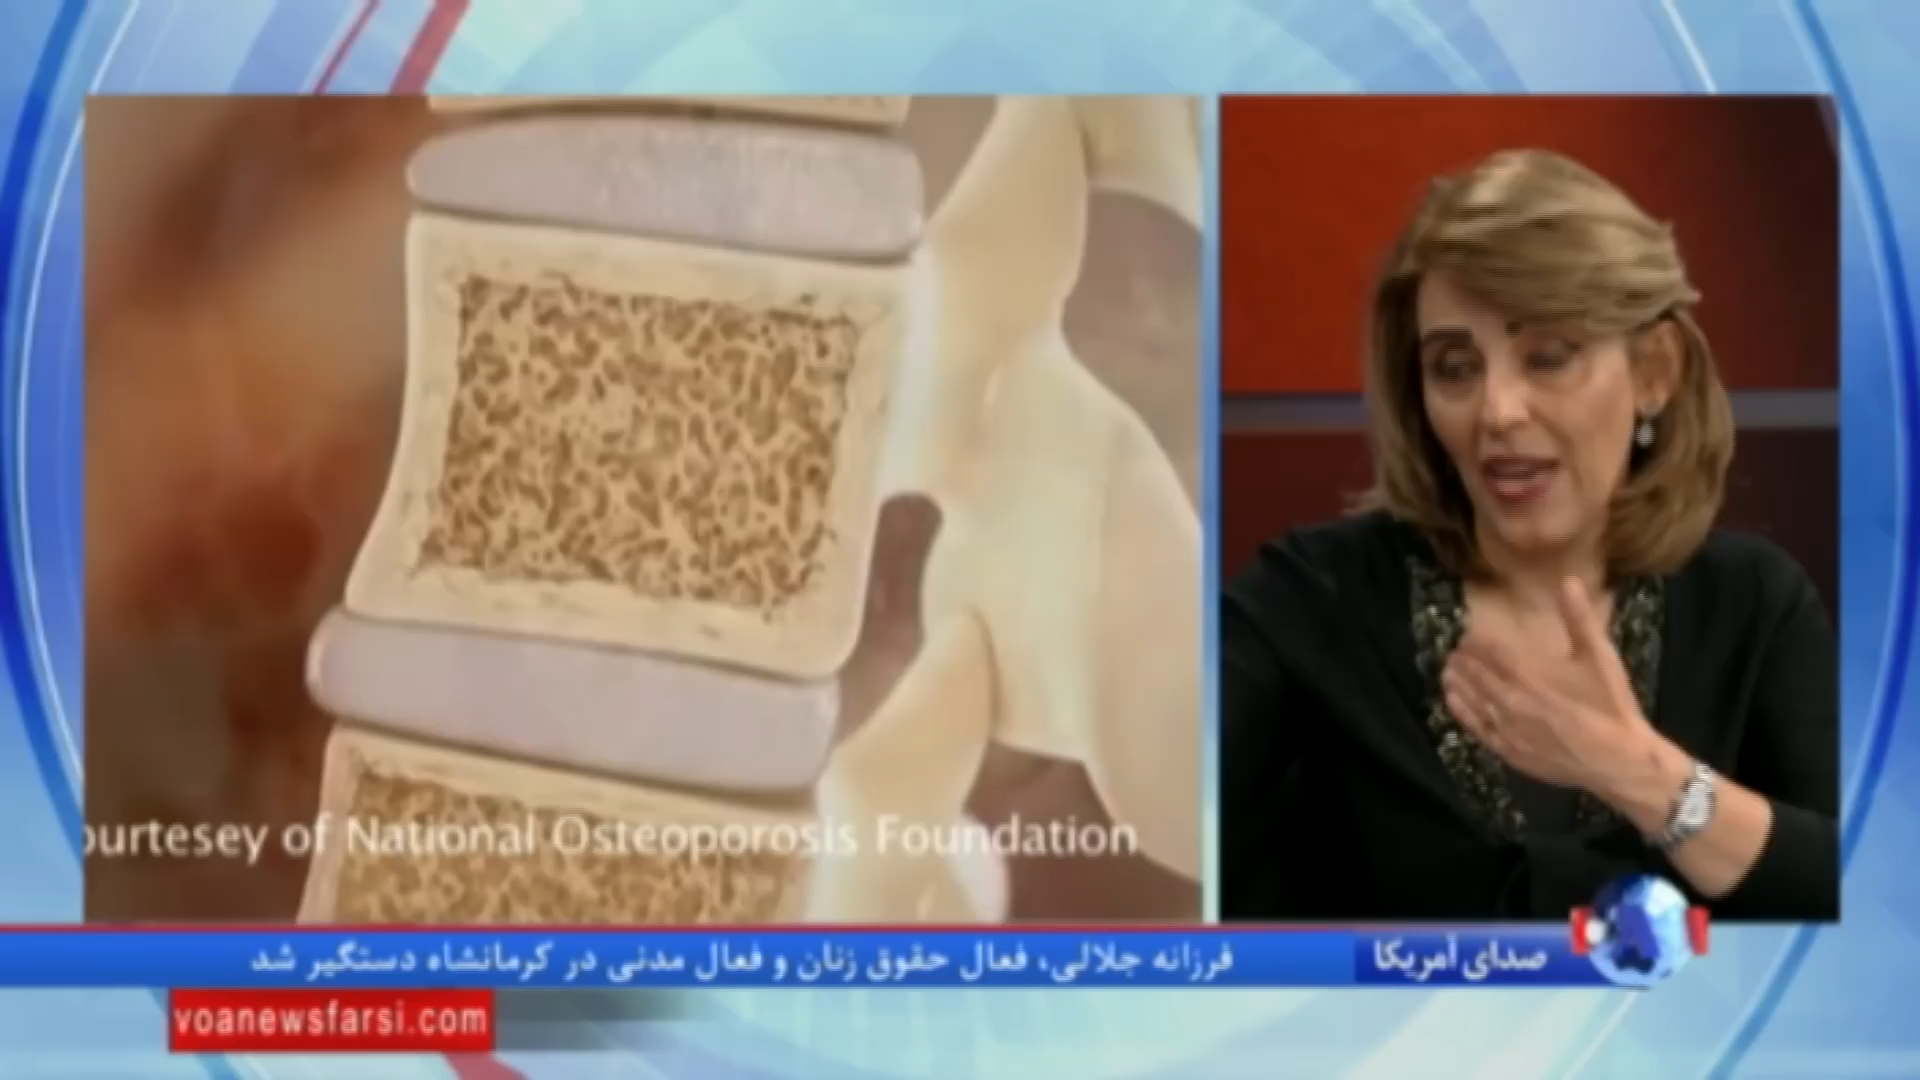 ourtesey of National Osteoporosis Foundation
صدای آمریکا
فرزانه جلالی، فعال حقوق زنان و فعال مدنی در کرمانشاه دستگیر شد
voanewsfarsi.com